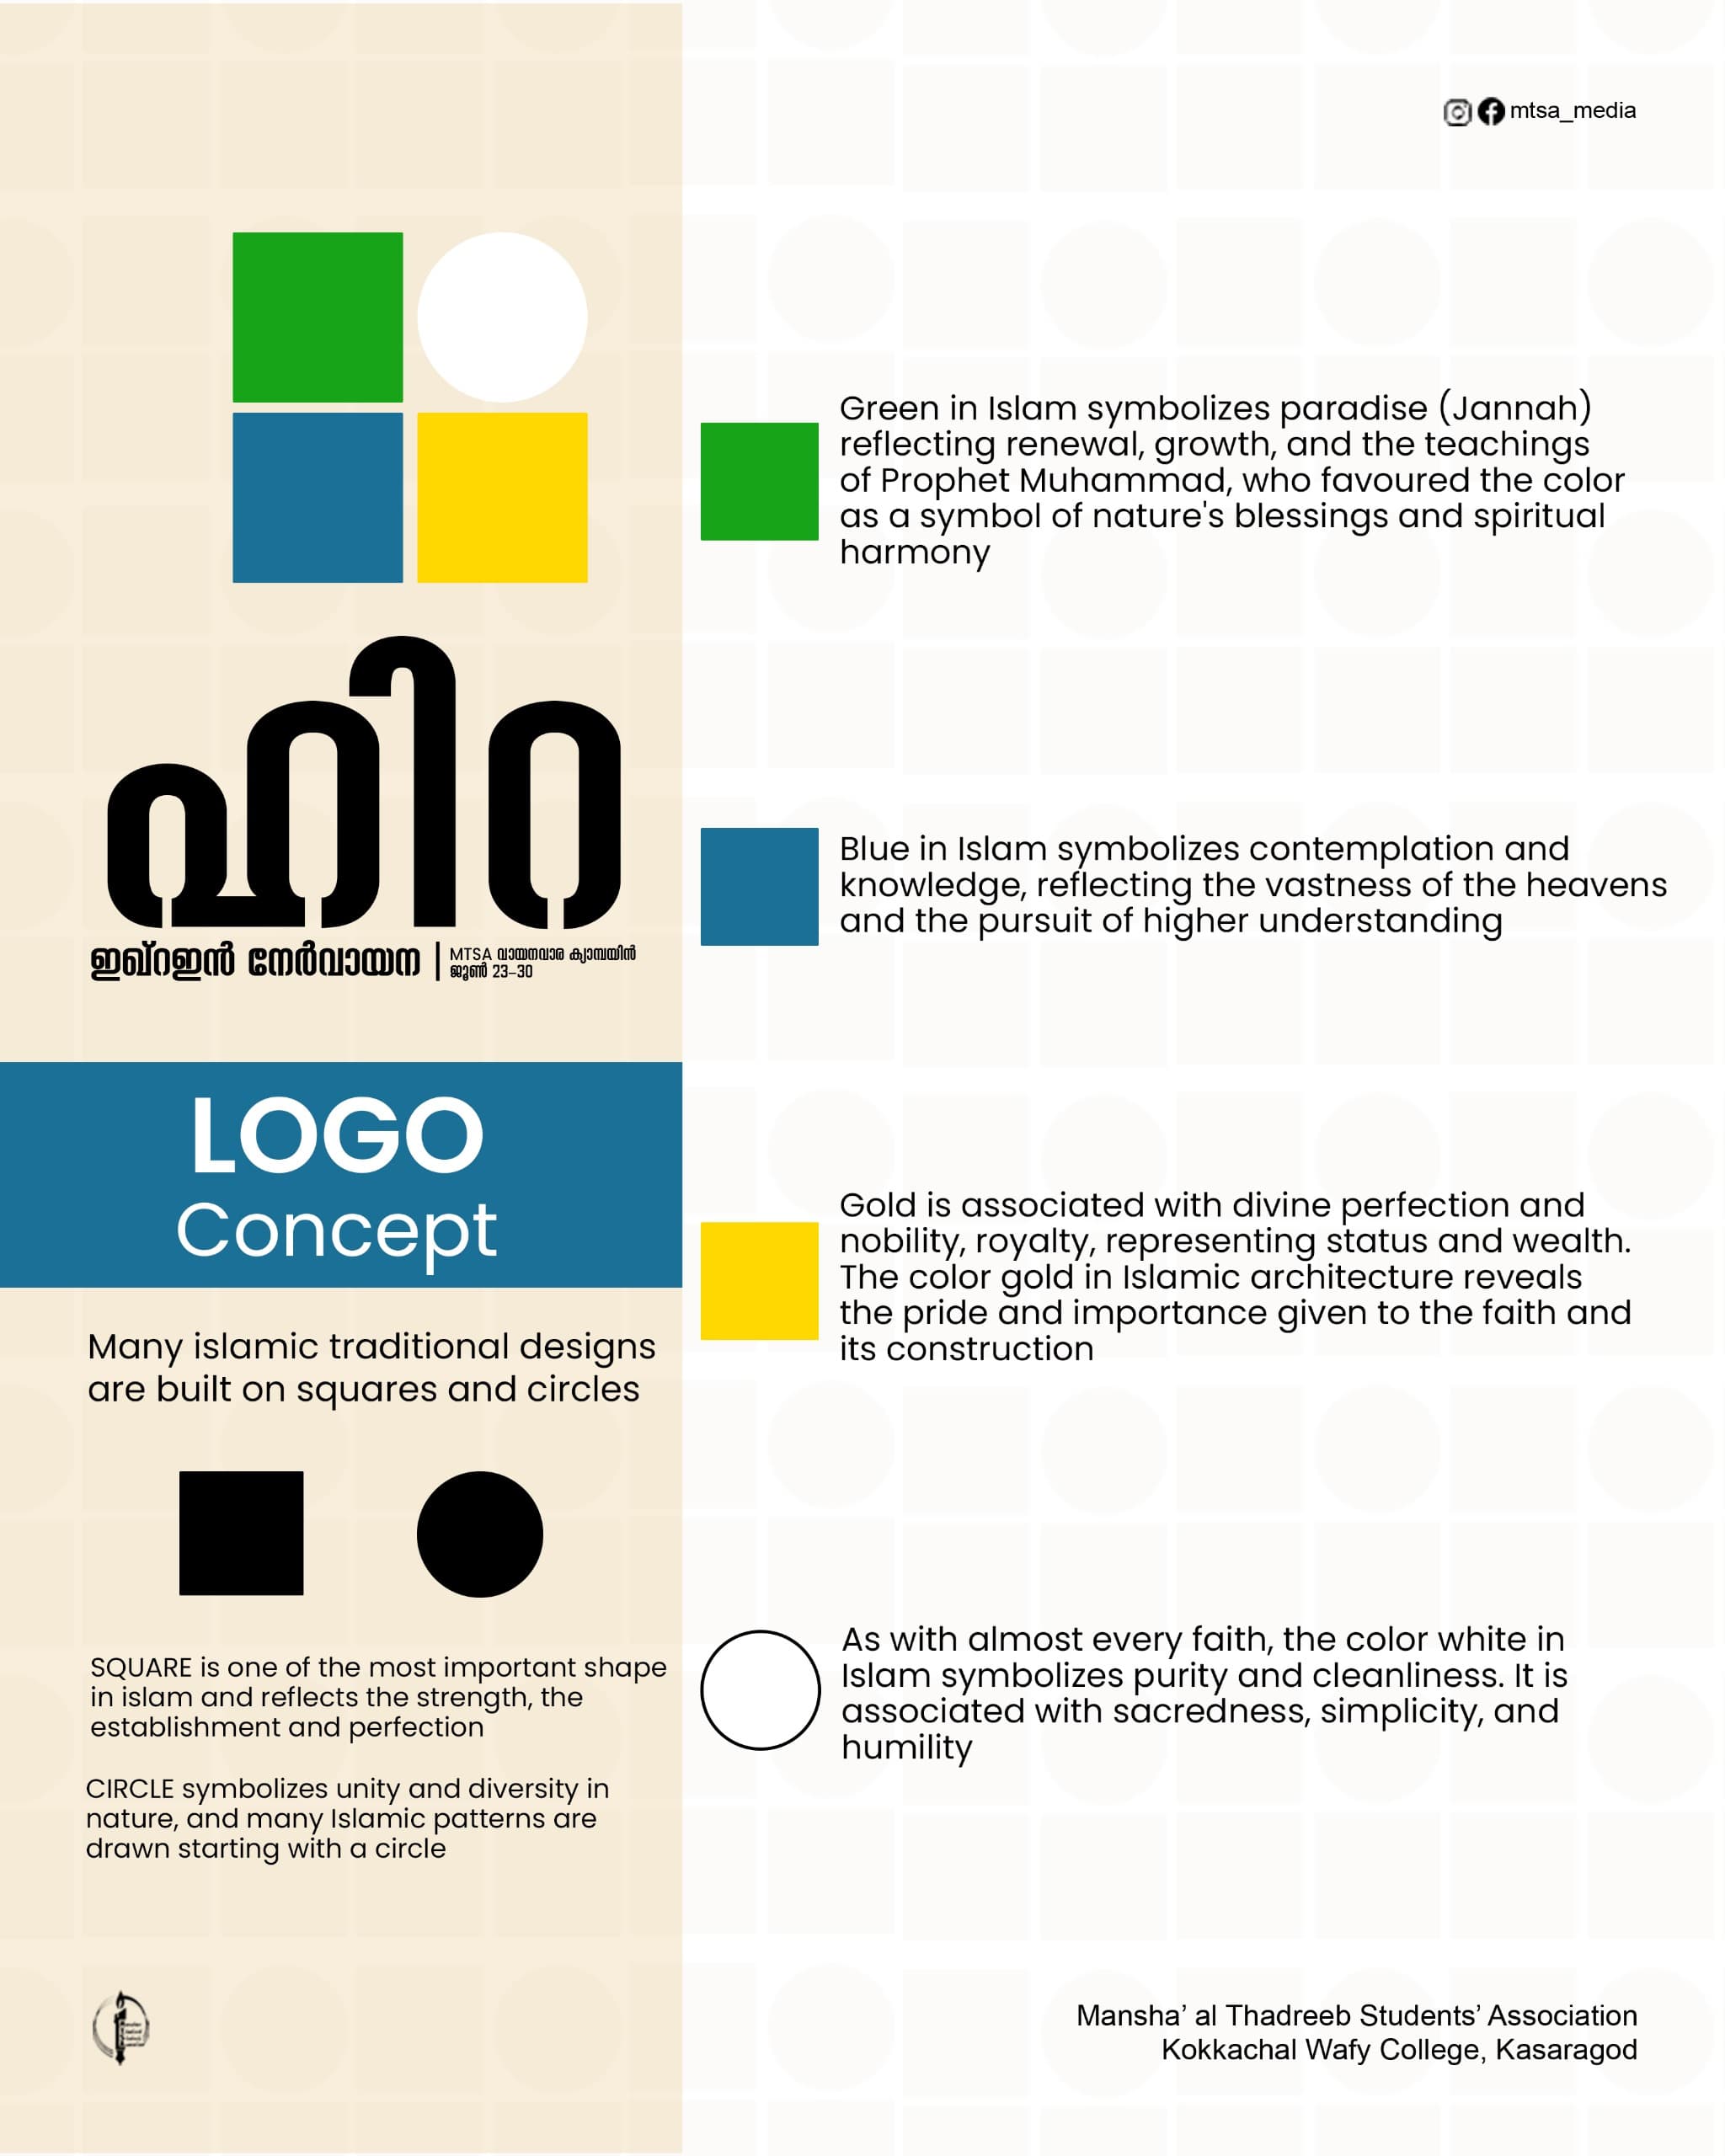 mtsa_media
ഹിറ
ഇഖ്റഇൻ നേർവായന
MTSA വായനവാര ക്യാമ്പയിൻ
ജൂൺ 23-30
LOGO
Concept
Many islamic traditional designs
are built on squares and circles
SQUARE is one of the most important shape
in islam and reflects the strength, the
establishment and perfection
CIRCLE symbolizes unity and diversity in
nature, and many Islamic patterns are
drawn starting with a circle
Green in Islam symbolizes paradise (Jannah)
reflecting renewal, growth, and the teachings
of Prophet Muhammad, who favoured the color
as a symbol of nature's blessings and spiritual
harmony
Blue in Islam symbolizes contemplation and
knowledge, reflecting the vastness of the heavens
and the pursuit of higher understanding
Gold is associated with divine perfection and
nobility, royalty, representing status and wealth.
The color gold in Islamic architecture reveals
the pride and importance given to the faith and
its construction
As with almost every faith, the color white in
Islam symbolizes purity and cleanliness. It is
associated with sacredness, simplicity, and
humility
Mansha’ al Thadreeb Students’ Association
Kokkachal Wafy College, Kasaragod